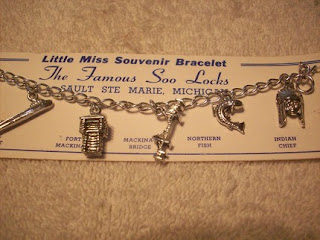 Little Miss Souvenir Bracelet
The Famous Soo Locks
SAULT STE MARIE, MICHIGAN
FORT
MACKINAC
MACKINAC
BRIDGE
NORTHERN
FISH
INDIAN
CHIEF